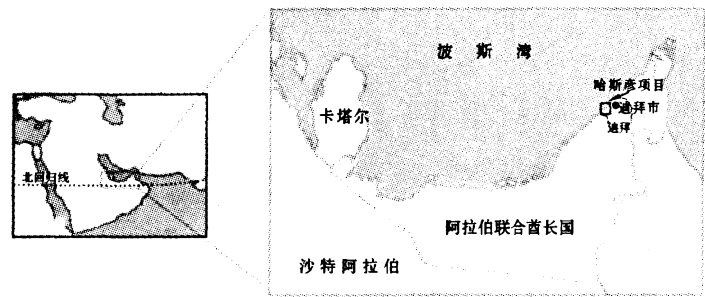 波斯湾
哈斯彦项目
卡塔尔
迪拜市
迪拜
北回归线
阿拉伯联合酋长国
沙特阿拉伯